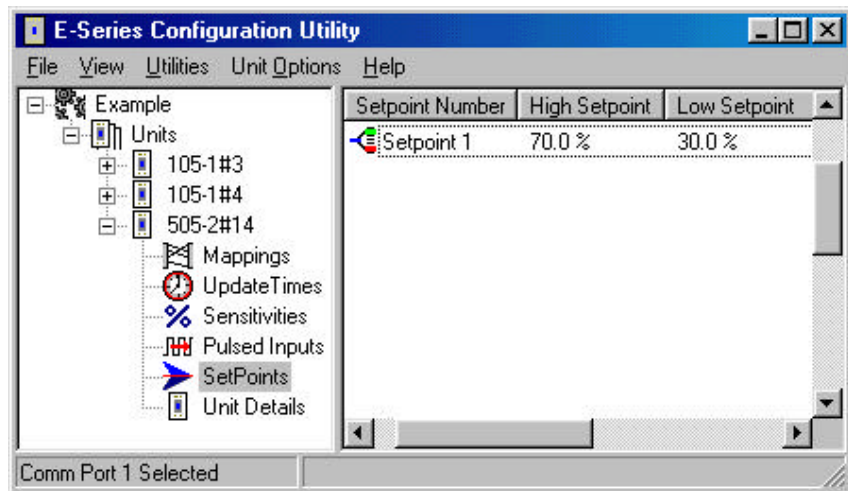 E-Series Configuration Utility
File View Utilities Unit Options Help
Example
Units
105-1#3
105-1#4
505-2#14
Mappings
UpdateTimes
Sensitivities
Pulsed Inputs
SetPoints
Unit Details
Setpoint Number High Setpoint Low Setpoint
Setpoint 1 70.0 % 30.0 %
Comm Port 1 Selected